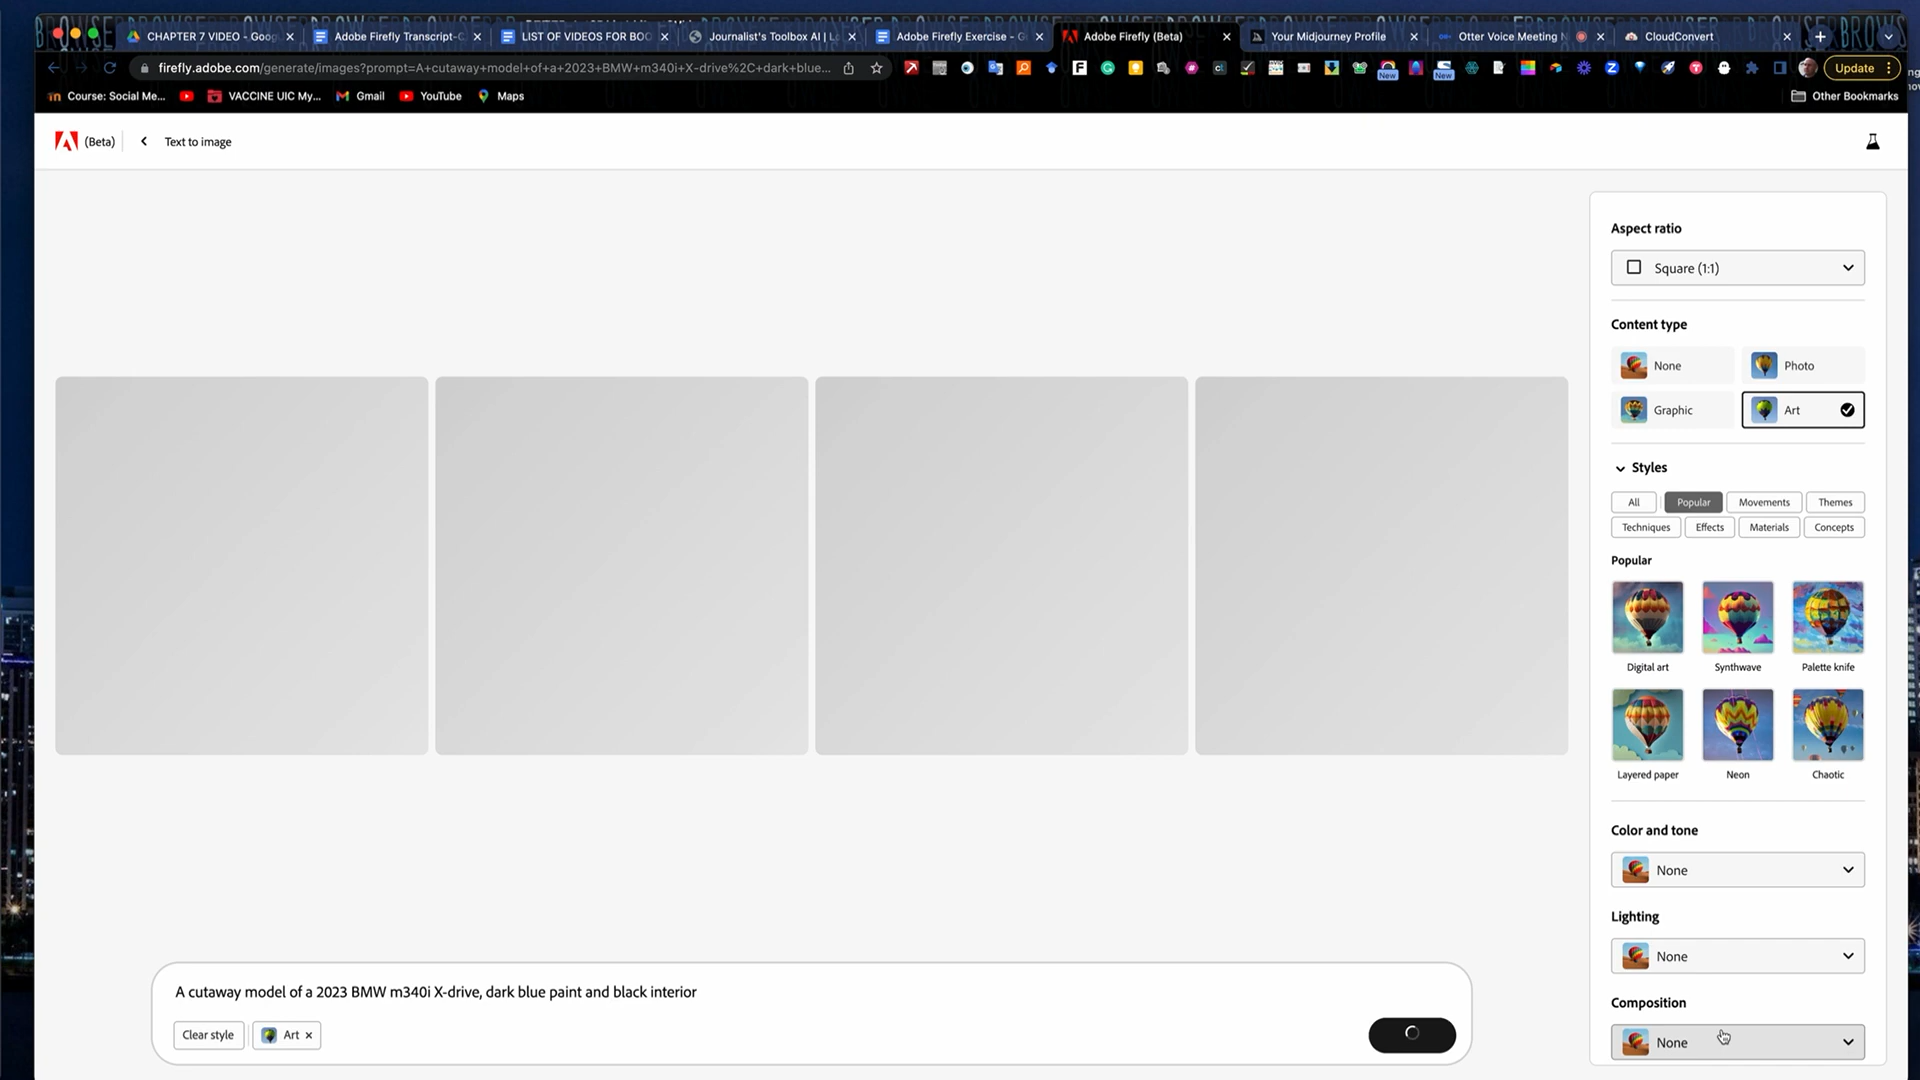 CHAPTER 7 VIDEO - Goog
Adobe Firefly Transcript-C
LIST OF VIDEOS FOR BOO
Journalist's Toolbox AI | Lo
Adobe Firefly Exercise - G
Adobe Firefly (Beta)
Your Midjourney Profile
Otter Voice Meeting N
CloudConvert
firefly.adobe.com/generate/images?prompt=A+cutaway+model+of+a+2023+BMW+m340i+X-drive%2C+dark+blue...
New
New
Update
Course: Social Me...
VACCINE UIC My...
Gmail
YouTube
Maps
Other Bookmarks
(Beta)
Text to image
Aspect ratio
Square (1:1)
Content type
None
Photo
Graphic
Art
Styles
All
Popular
Movements
Themes
Techniques
Effects
Materials
Concepts
Popular
Digital art
Synthwave
Palette knife
Layered paper
Neon
Chaotic
Color and tone
None
Lighting
None
Composition
None
A cutaway model of a 2023 BMW m340i X-drive, dark blue paint and black interior
Clear style
Art